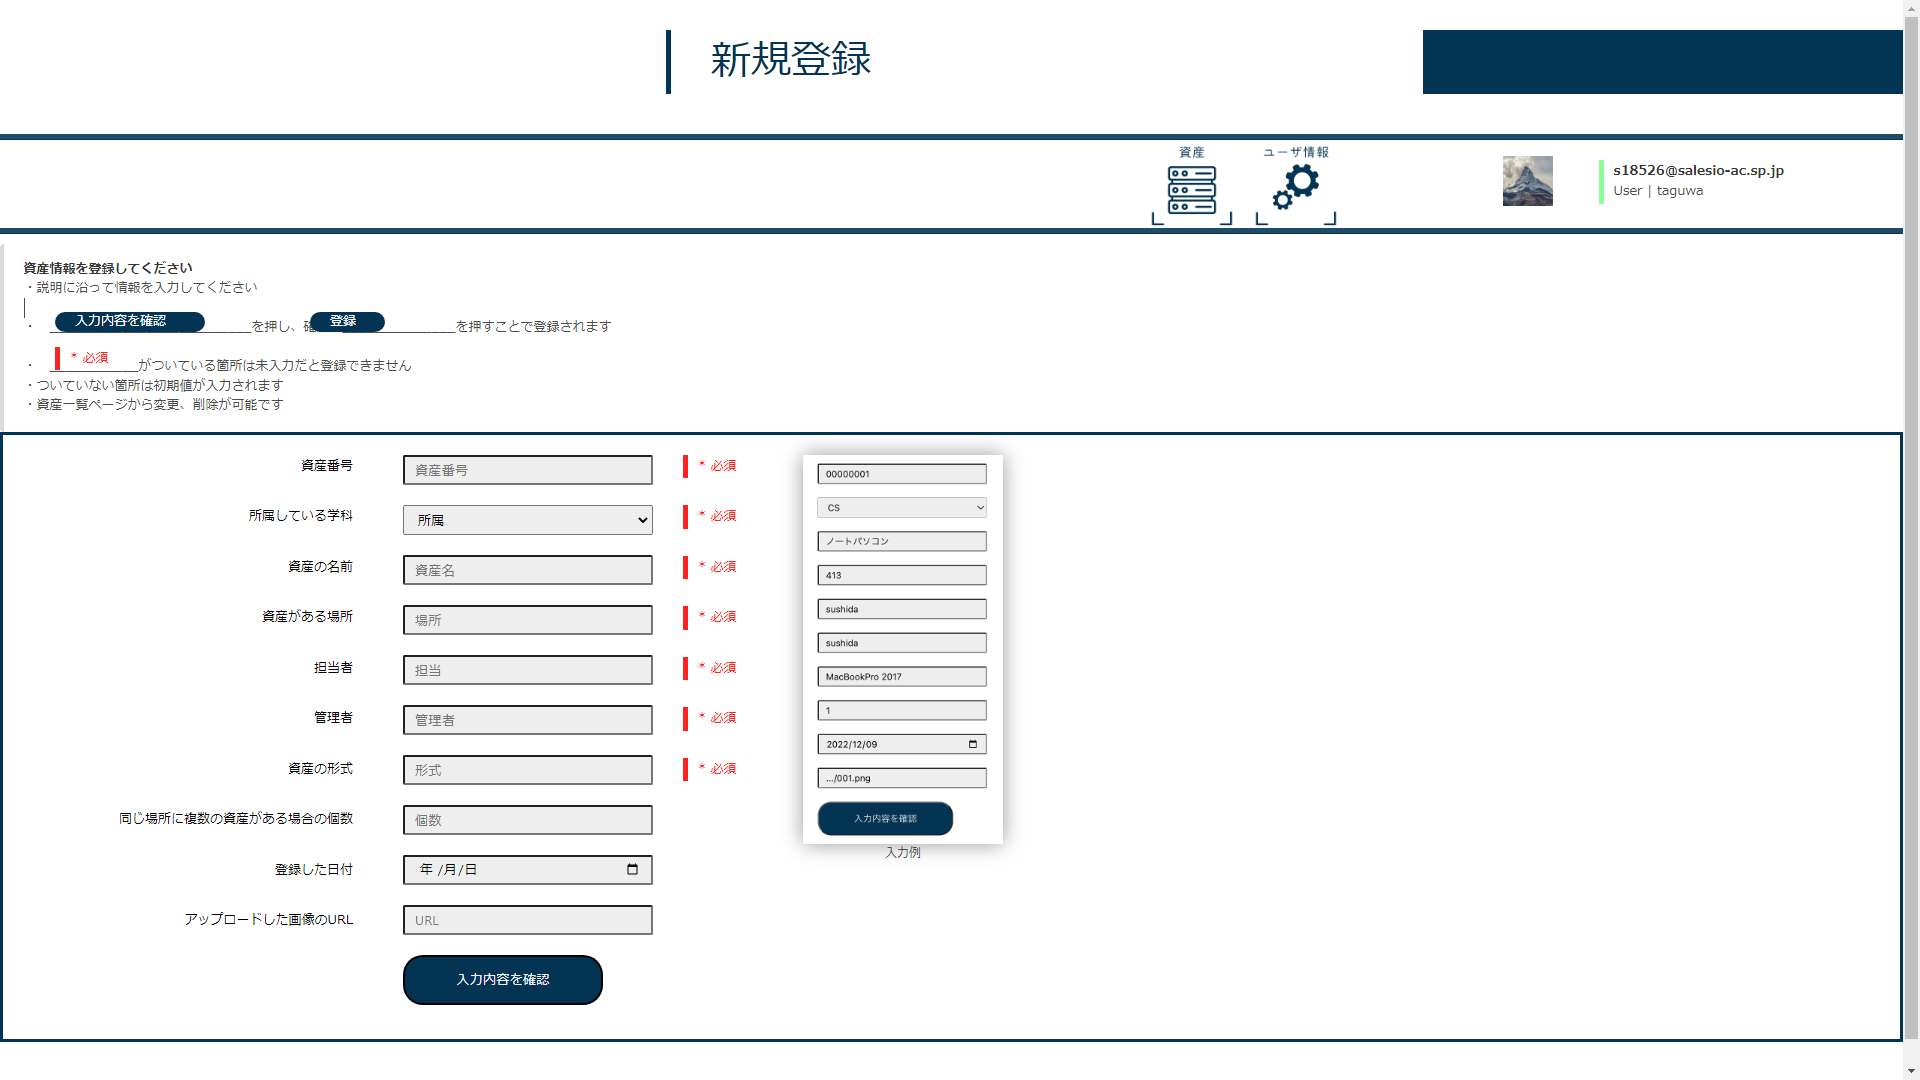 新規登録
資産
ユーザ情報
s18526@salesio-ac.sp.jp
User | taguwa
資産情報を登録してください
・説明に沿って情報を入力してください
・ 入力内容を確認 を押し、確 登録 を押すことで登録されます
・ * 必須 がついている箇所は未入力だと登録できません
・ついていない箇所は初期値が入力されます
・資産一覧ページから変更、削除が可能です
資産番号 資産番号 * 必須
所属している学科 所属 * 必須
資産の名前 資産名 * 必須
資産がある場所 場所 * 必須
担当者 担当 * 必須
管理者 管理者 * 必須
資産の形式 形式 * 必須
同じ場所に複数の資産がある場合の個数 個数
登録した日付 年 /月/日
アップロードした画像のURL URL
入力内容を確認
00000001
CS
ノートパソコン
413
sushida
sushida
MacBookPro 2017
1
2022/12/09
.../001.png
入力内容を確認
入力例